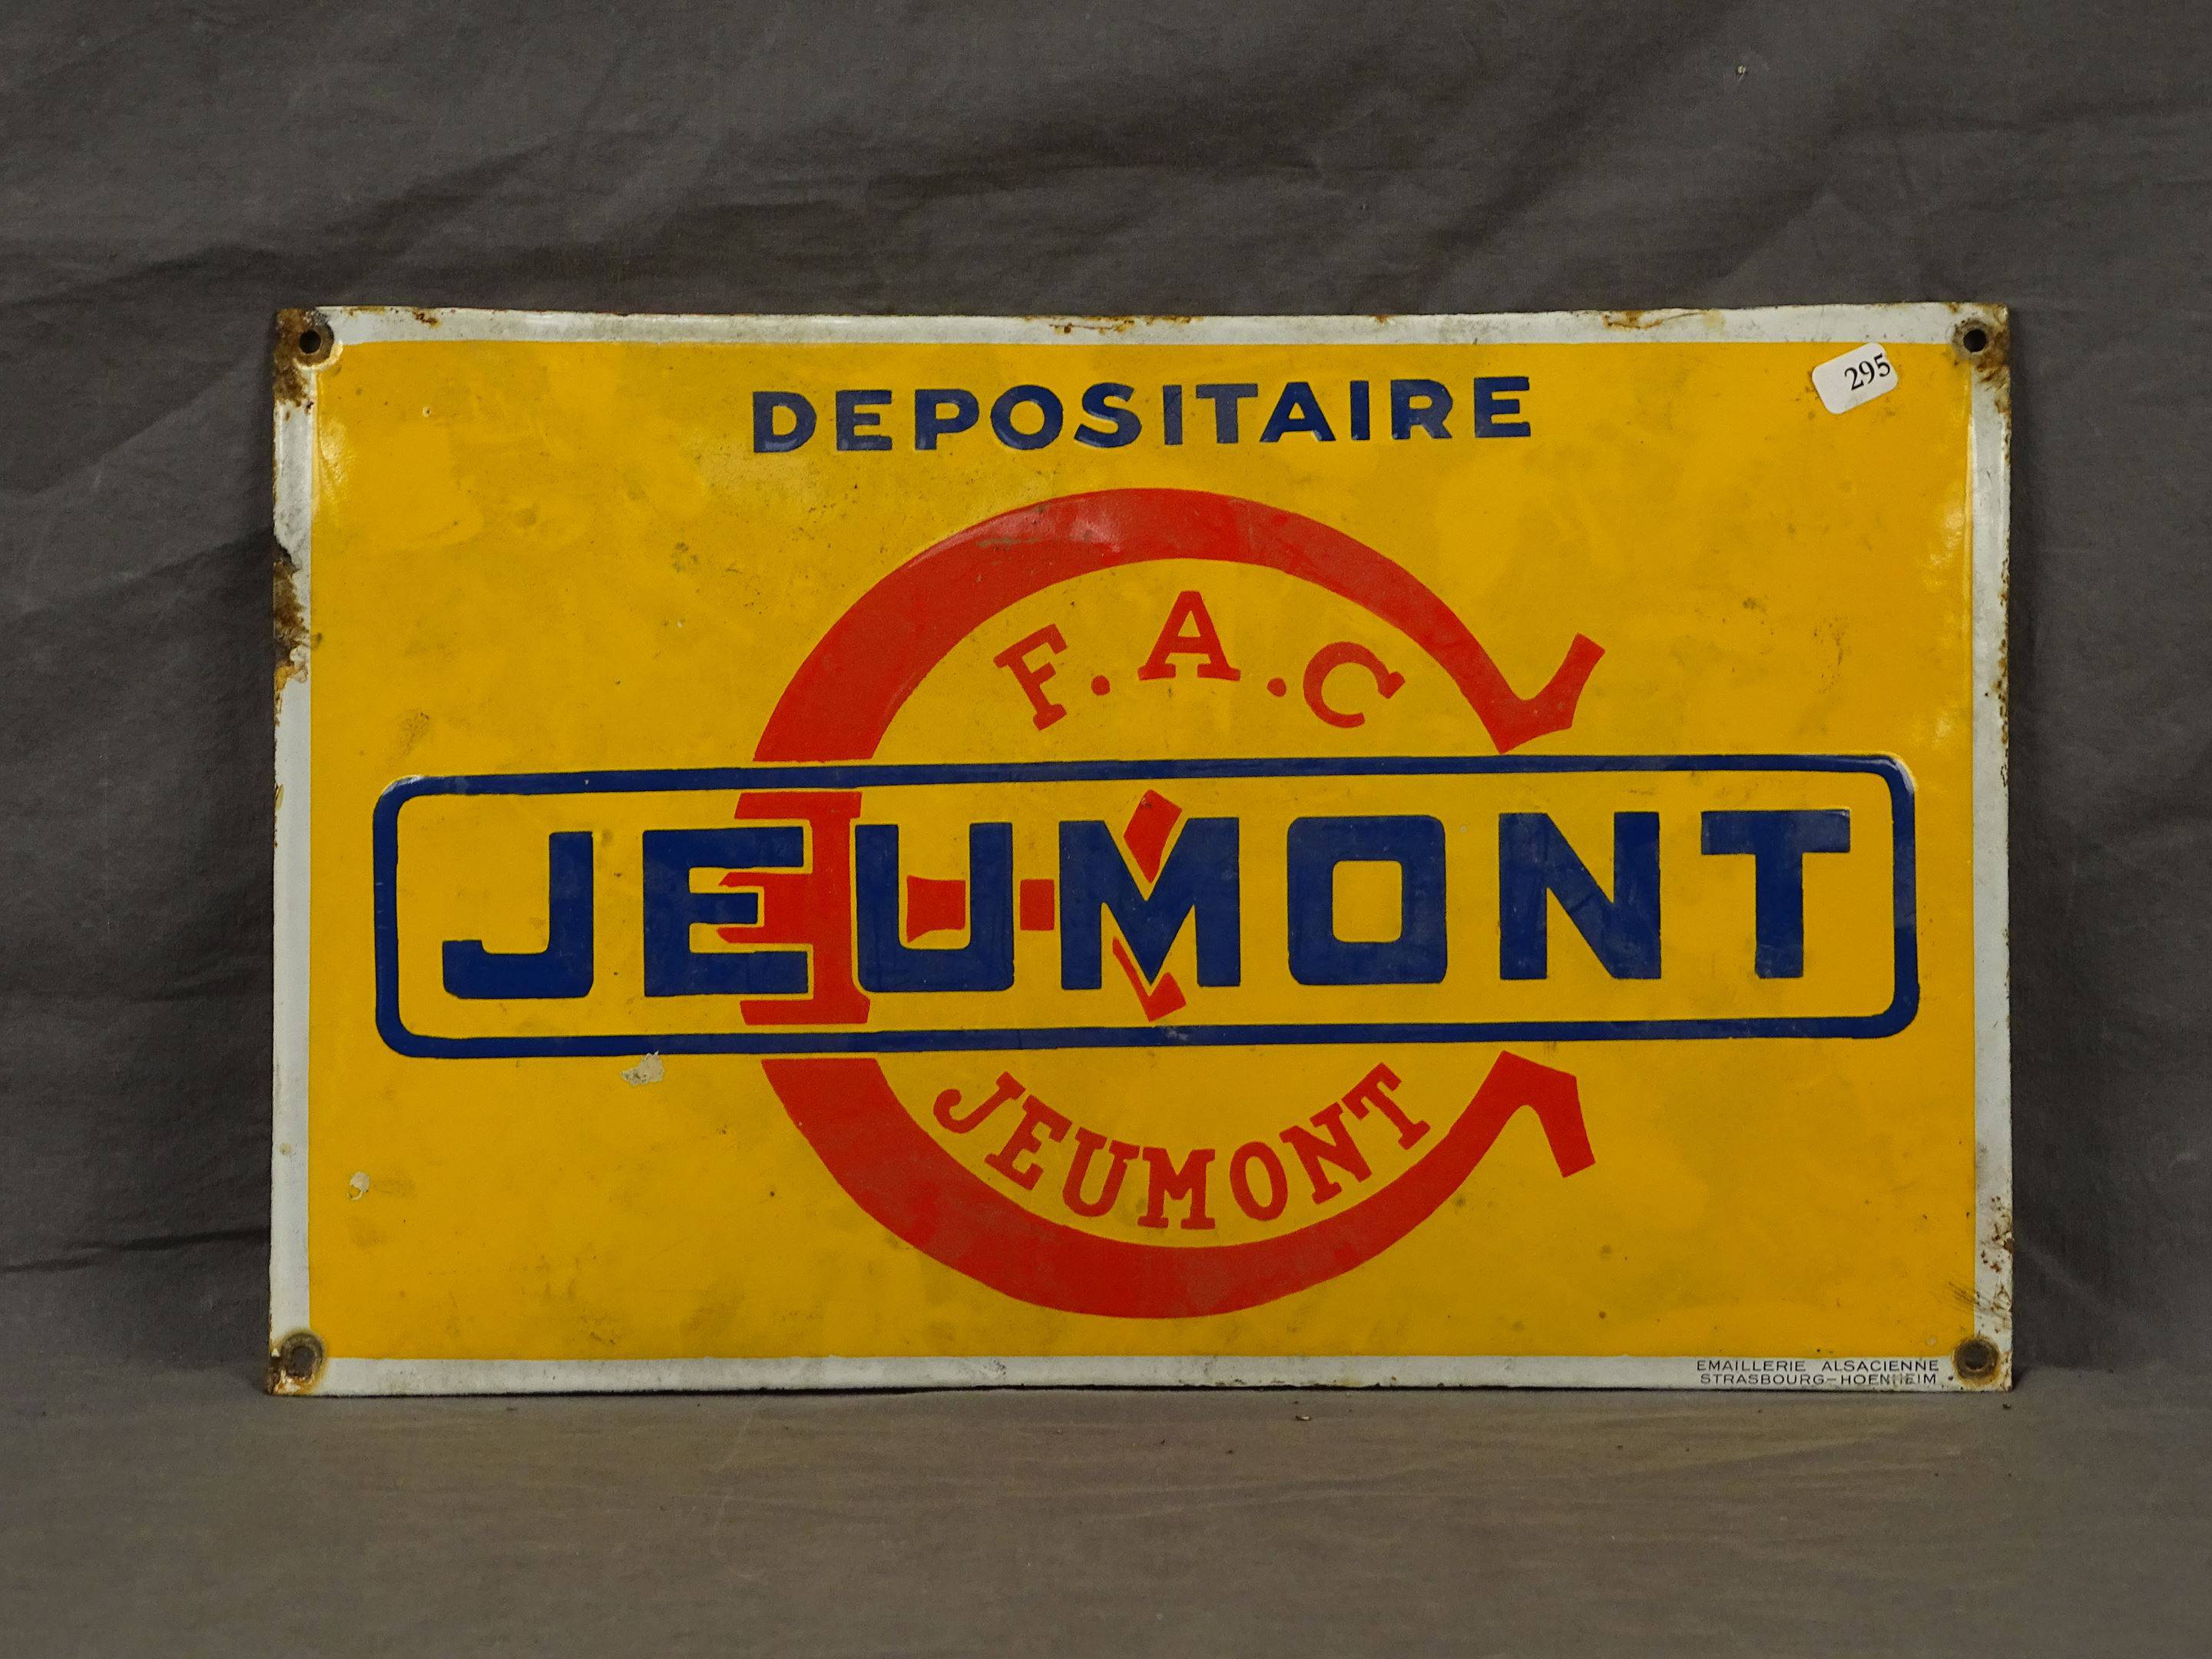 DEPOSITAIRE
295
F.A.C
JEUMONT
JEUMONT
EMAILLERIE ALSACIENNE
STRASBOURG-HOENHEIM